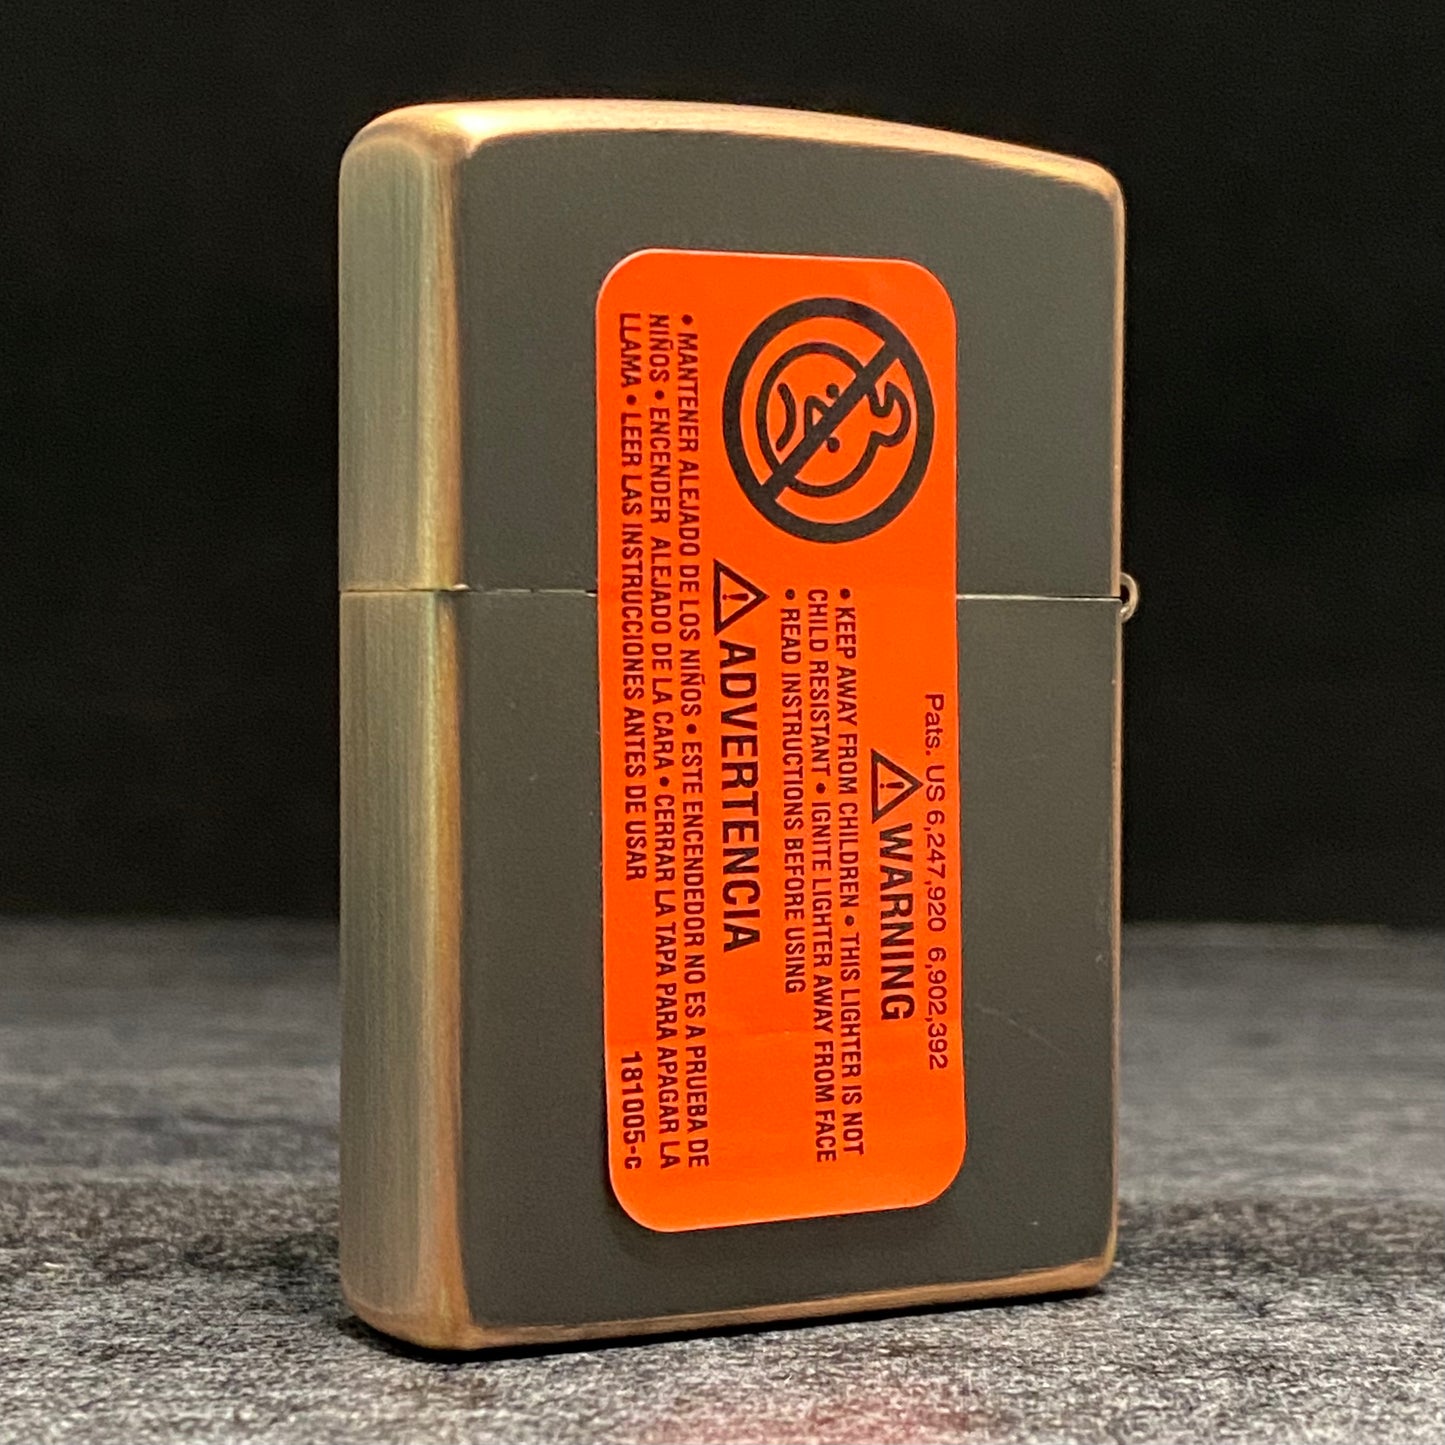 Pats. US 6,247,920 6,902,392
⚠WARNING
• KEEP AWAY FROM CHILDREN • THIS LIGHTER IS NOT
CHILD RESISTANT • IGNITE LIGHTER AWAY FROM FACE
• READ INSTRUCTIONS BEFORE USING
⚠ADVERTENCIA
• MANTENER ALEJADO DE LOS NIÑOS • ESTE ENCENDEDOR NO ES A PRUEBA DE
NIÑOS • ENCENDER ALEJADO DE LA CARA • CERRAR LA TAPA PARA APAGAR LA
LLAMA • LEER LAS INSTRUCCIONES ANTES DE USAR 181005-C